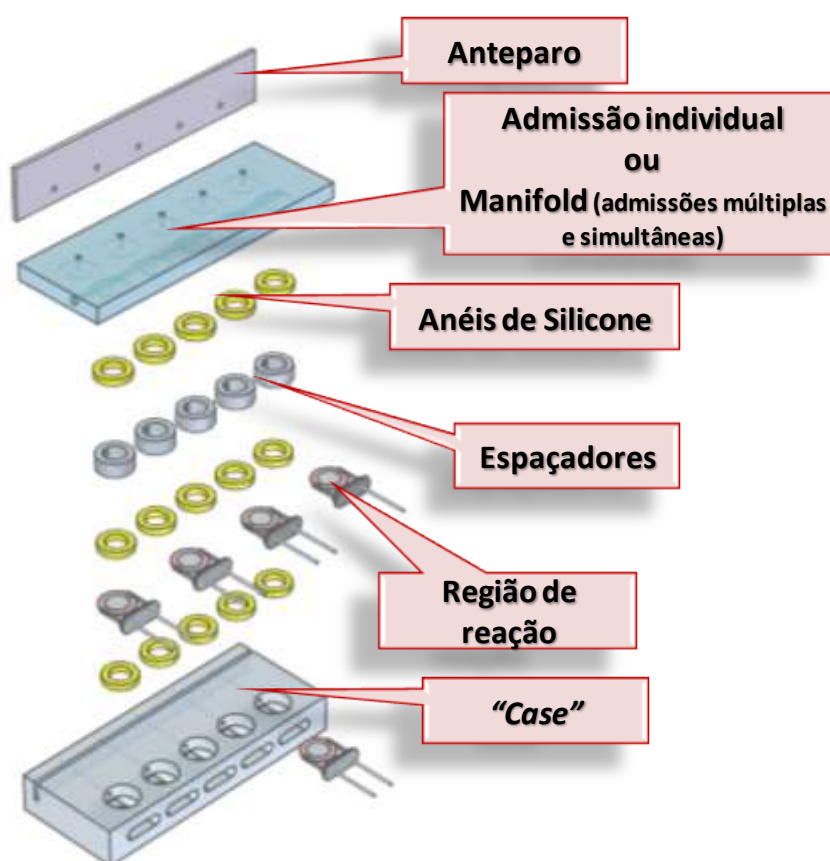 Anteparo
Admissão individual
ou
Manifold (admissões múltiplas
e simultâneas)
Anéis de Silicone
Espaçadores
Região de
reação
“Case”